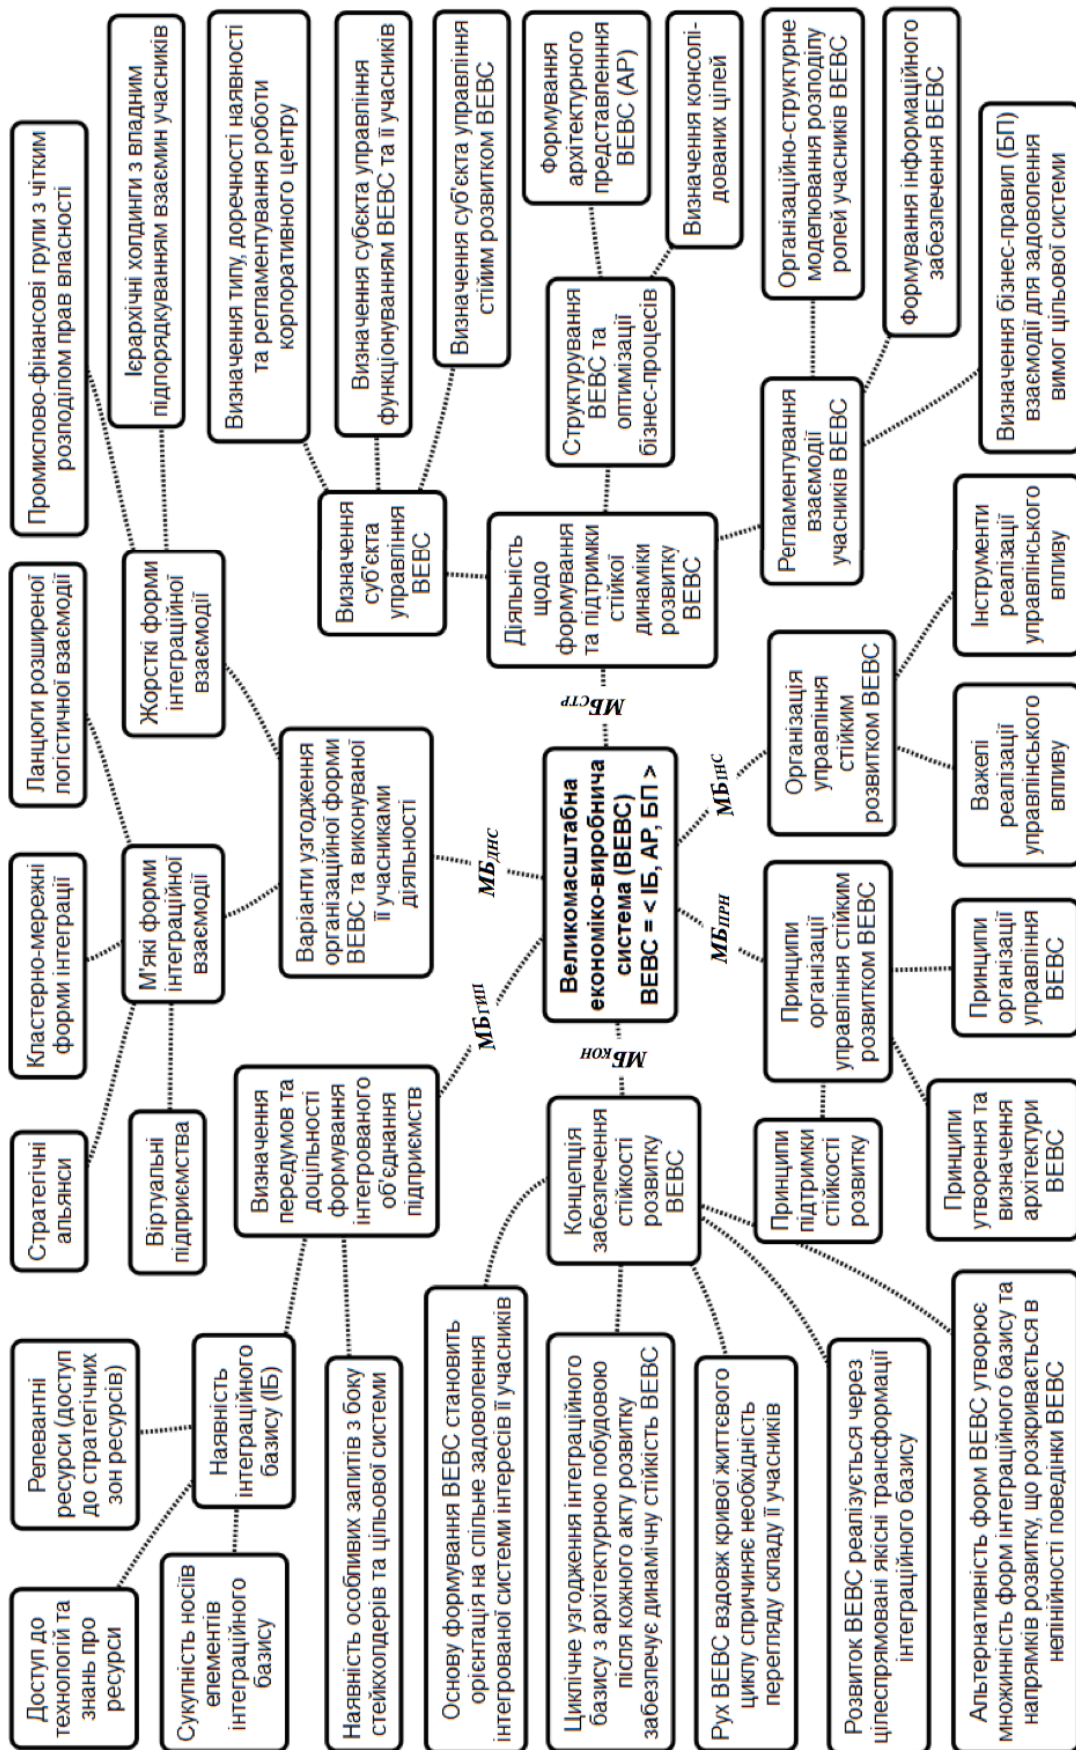 Доступ до
технологій та
знань про
ресурси
Релевантні
ресурси (доступ
до стратегічних
зон ресурсів)
Сукупність носіїв
елементів
інтеграційного
базису
Наявність
інтеграційного
базису (ІБ)
Наявність особливих запитів з боку
стейкхолдерів та цільової системи
Стратегічні
альянси
Віртуальні
підприємства
Кластерно-мережні
форми інтеграції
Ланцюги розширеної
логістичної взаємодії
М'які форми
інтеграційної
взаємодії
Промислово-фінансові групи з чітким
розподілом прав власності
Ієрархічні холдинги з владним
підпорядкуванням взаємин учасників
Жорсткі форми
інтеграційної
взаємодії
Визначення
передумов та
доцільності
формування
інтегрованого
об'єднання
підприємств
Варіанти узгодження
організаційної форми
ВЕВС та виконуваної
її учасниками
діяльності
Визначення типу, доречності наявності
та регламентування роботи
корпоративного центру
Визначення субєкта управління
функціонуванням ВЕВС та її учасників
Визначення суб'єкта управління
стійим розвитком ВЕВС
Визначення
суб'єкта
управління
ВЕВС
МБГИП
МБДНС
Основу формування ВЕВС становить
орієнтація на спільне задоволення
інтегрованої системи інтересів її учасників
Циклічне узгодження інтеграційного
базису з архітектурною побудовою
після кожного акту розвитку
забезпечує динамічну стійкість ВЕВС
Рух ВЕВС вздовж кривої життєвого
циклу спричиняє необхідність
перегляду складу її учасників
Розвиток ВЕВС реалізується через
цілеспрямовані якісні трансформації
інтеграційного базису
Альтернативність форм ВЕВС утворює
множинність форм інтеграційного базису та
напрямків розвитку, що розкривається в
нелінійності поведінки ВЕВС
Концепція
забезпечення
стійкості
розвитку
ВЕВС
МБКОН
Великомасштабна
економіко-виробнича
система (ВЕВС)
ВЕВС = < ІБ, АР, БП >
МБСТР
Діяльність
щодо
формування
та підтримки
стійкої
динаміки
розвитку
ВЕВС
Структурування
ВЕВС та
оптимізації
бізнес-процесів
Формування
архітектурного
представленння
ВЕВС (АР)
Визначення консолі-
дованих цілей
Регламентування
взаємодії
учасників ВЕВС
Організаційно-структурне
моделювання розподілу
ролей учасників ВЕВС
Формування інформаційного
забезпечення ВЕВС
Визначення бізнес-правил (БП)
взаємодії для задоволення
вимог цільової системи
МБПРН
МБІНС
Принципи
підтримки
стійкості
розвитку
Принципи
організації
управління стійким
розвитком ВЕВС
Принципи
утворення та
визначення
архітектури
ВЕВС
Принципи
організації
управління
ВЕВС
Організація
управління
стійким
розвитком ВЕВС
Важелі
реалізації
управлінського
впливу
Інструменти
реалізації
управлінського
впливу